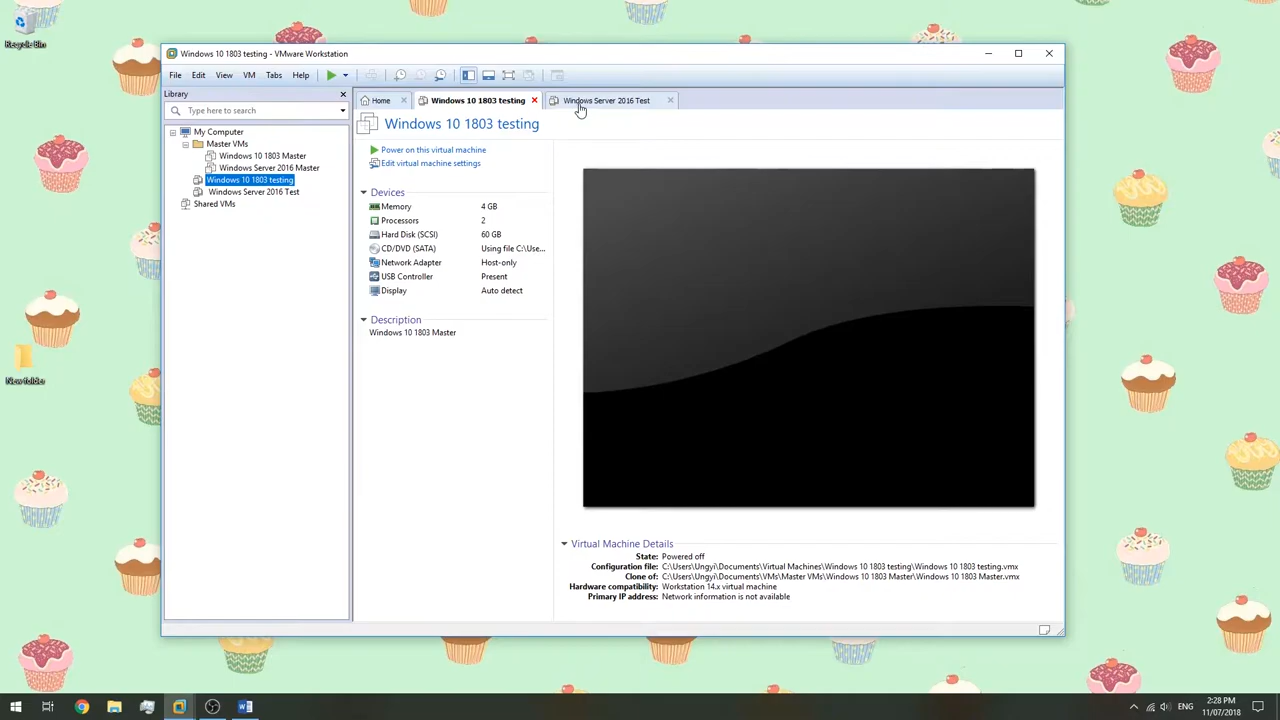 Recycle Bin
New folder
Windows 10 1803 testing - VMware Workstation
File Edit View VM Tabs Help
Library
Type here to search
My Computer
Master VMs
Windows 10 1803 Master
Windows Server 2016 Master
Windows 10 1803 testing
Windows Server 2016 Test
Shared VMs
Home Windows 10 1803 testing Windows Server 2016 Test
Windows 10 1803 testing
Power on this virtual machine
Edit virtual machine settings
Devices
Memory 4 GB
Processors 2
Hard Disk (SCSI) 60 GB
CD/DVD (SATA) Using file C:\Use...
Network Adapter Host-only
USB Controller Present
Display Auto detect
Description
Windows 10 1803 Master
Virtual Machine Details
State: Powered off
Configuration file: C:\Users\Ungyi\Documents\Virtual Machines\Windows 10 1803 testing\Windows 10 1803 testing.vmx
Clone of: C:\Users\Ungyi\Documents\VMs\Master VMs\Windows 10 1803 Master\Windows 10 1803 Master.vmx
Hardware compatibility: Workstation 14.x virtual machine
Primary IP address: Network information is not available
ENG
2:28 PM
11/07/2018